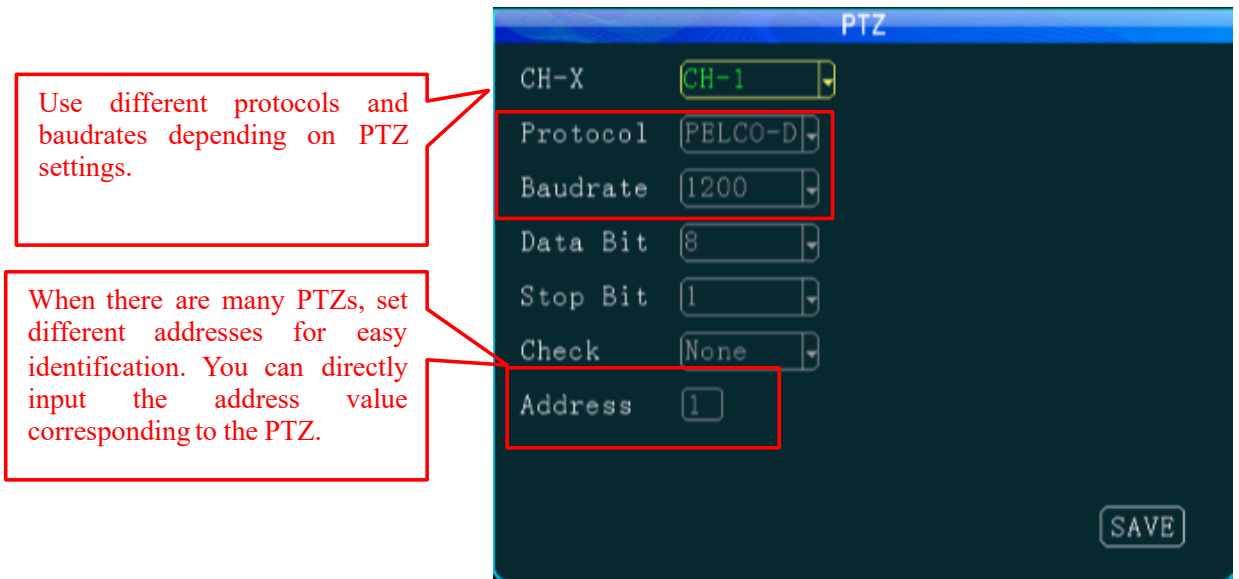 PTZ
CH-X CH-1
Use different protocols and
baudrates depending on PTZ
settings.
Protocol PELCO-D
Baudrate 1200
Data Bit 8
Stop Bit 1
Check None
Address 1
When there are many PTZs, set
different addresses for easy
identification. You can directly
input the address value
corresponding to the PTZ.
SAVE